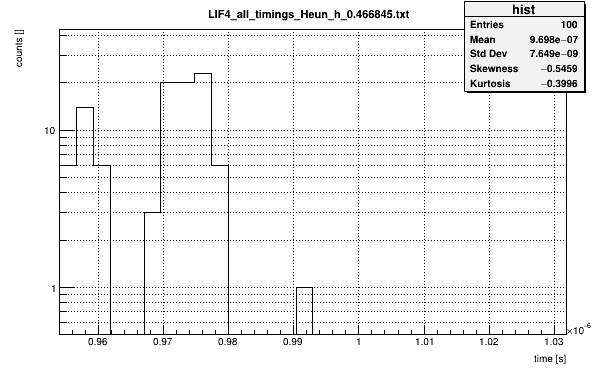 LIF4_all_timings_Heun_h_0.466845.txt
hist
Entries 100
Mean 9.698e−07
Std Dev 7.649e−09
Skewness −0.5459
Kurtosis −0.3996
counts []
10
1
0.96 0.97 0.98 0.99 1 1.01 1.02 1.03
×10⁻⁶
time [s]